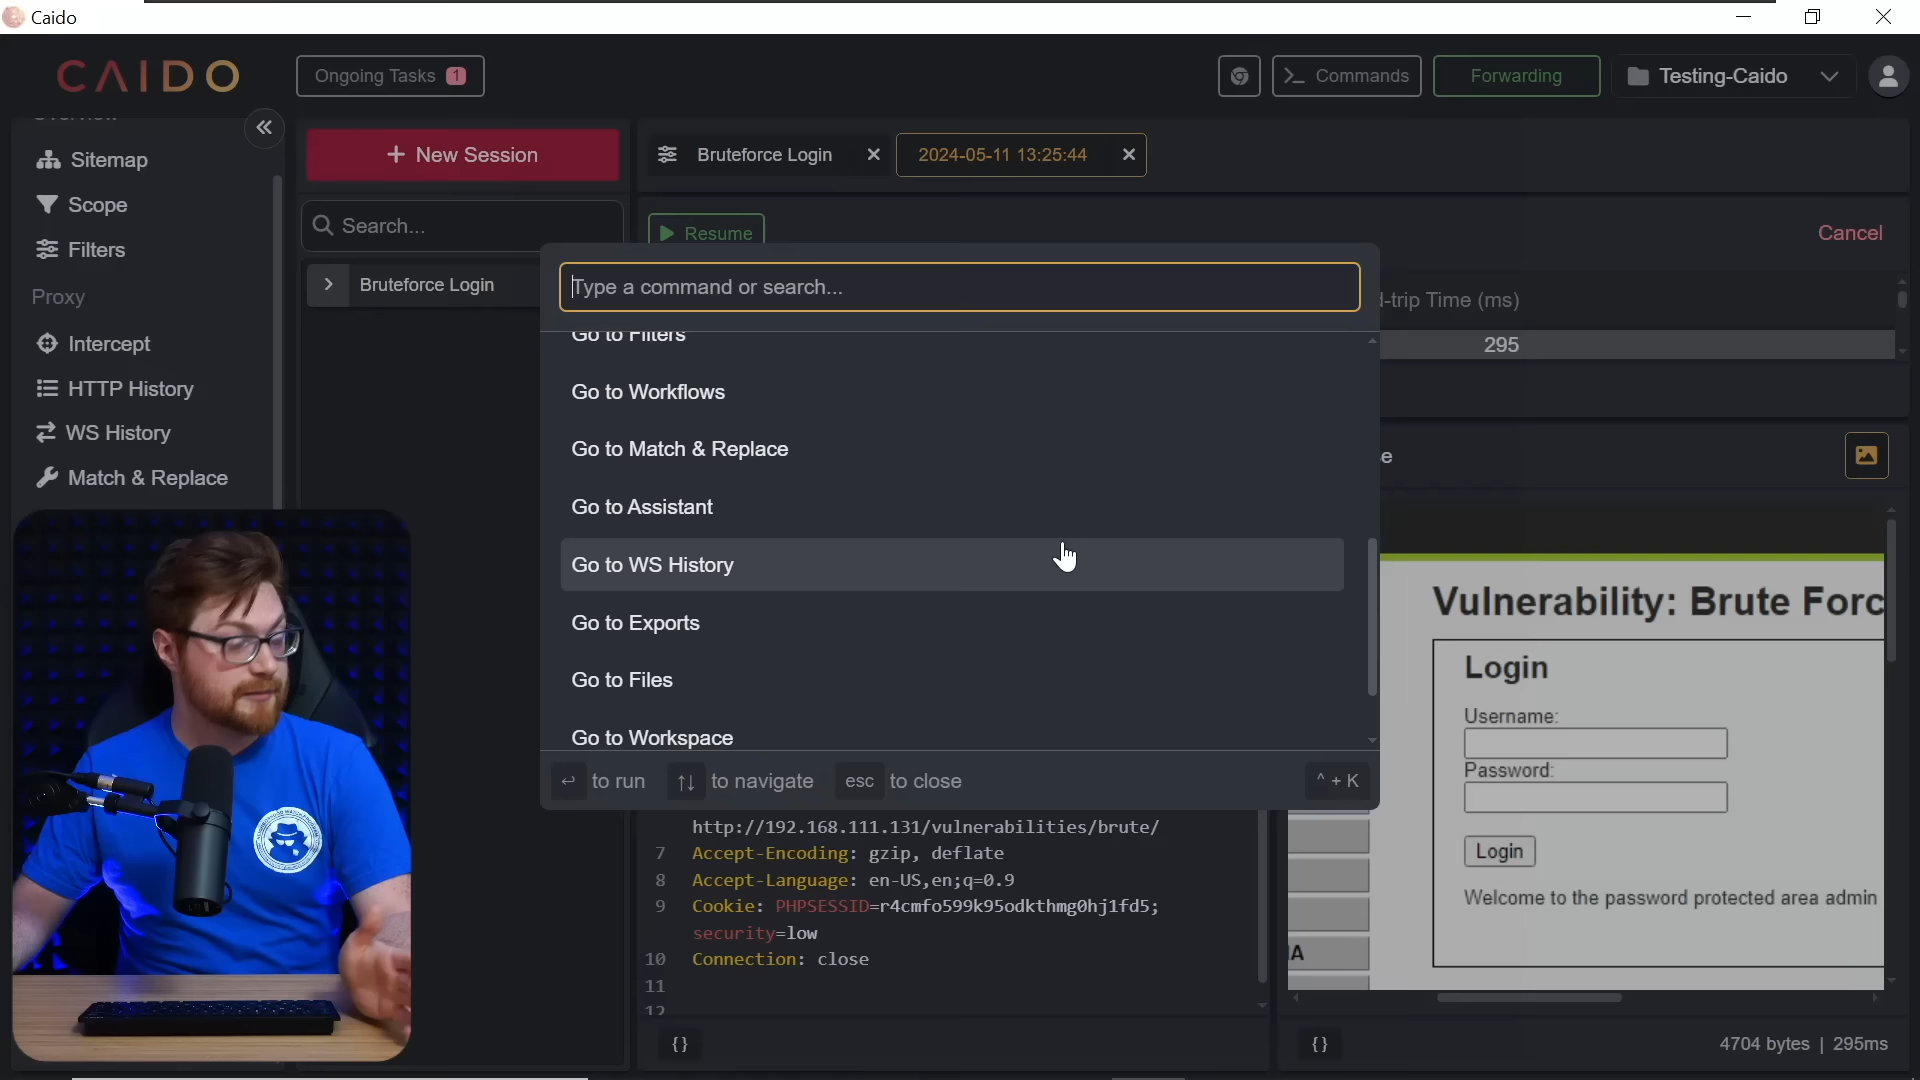 Caido
CAIDO
Ongoing Tasks 1
Commands
Forwarding
Testing-Caido
Sitemap
Scope
Filters
Proxy
Intercept
HTTP History
WS History
Match & Replace
+ New Session
Search...
Bruteforce Login
Bruteforce Login
2024-05-11 13:25:44
Resume
Cancel
d-trip Time (ms)
295
Type a command or search...
Go to Filters
Go to Workflows
Go to Match & Replace
Go to Assistant
Go to WS History
Go to Exports
Go to Files
Go to Workspace
to run
to navigate
esc to close
^ + K
http://192.168.111.131/vulnerabilities/brute/
7 Accept-Encoding: gzip, deflate
8 Accept-Language: en-US,en;q=0.9
9 Cookie: PHPSESSID=r4cmfo599k95odkthmg0hj1fd5;
security=low
10 Connection: close
11
12
{}
se
Vulnerability: Brute Forc
Login
Username:
Password:
Login
Welcome to the password protected area admin
A
{}
4704 bytes | 295ms